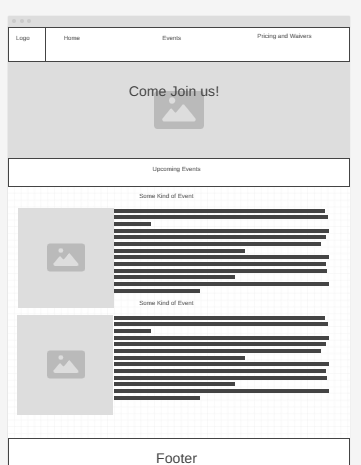 Logo
Home
Events
Pricing and Waivers
Come Join us!
Upcoming Events
Some Kind of Event
Some Kind of Event
Footer